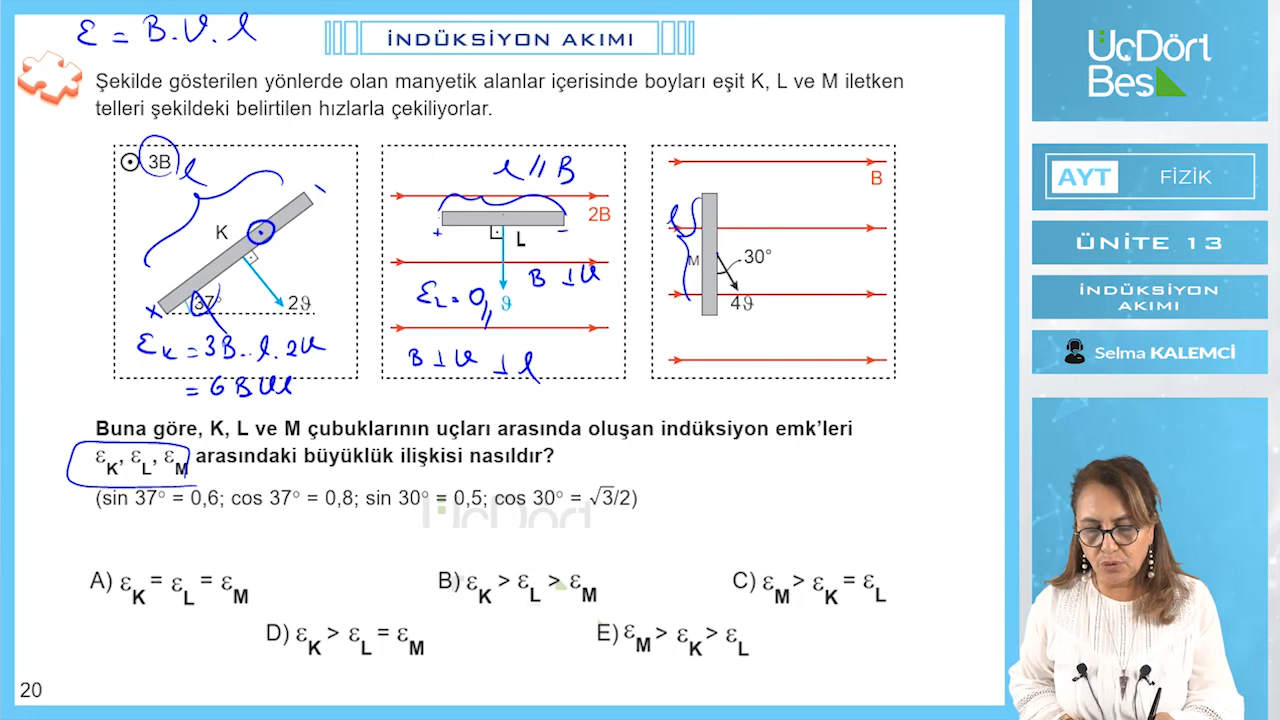 ε = B.ϑ.l
İNDÜKSİYON AKIMI
Şekilde gösterilen yönlerde olan manyetik alanlar içerisinde boyları eşit K, L ve M iletken
telleri şekildeki belirtilen hızlarla çekiliyorlar.
3B
l
K
37°
2ϑ
εK = 3B.l.2ϑ
= 6Bϑl
l // B
2B
+
-
L
B ⊥ ϑ
εL = 0
ϑ
B ⊥ ϑ ⊥ l
B
l
M
30°
4ϑ
Buna göre, K, L ve M çubuklarının uçları arasında oluşan indüksiyon emk’leri
εK, εL, εM arasındaki büyüklük ilişkisi nasıldır?
(sin 37° = 0,6; cos 37° = 0,8; sin 30° = 0,5; cos 30° = √3/2)
ÜçDört
A) εK = εL = εM
B) εK > εL > εM
C) εM > εK = εL
D) εK > εL = εM
E) εM > εK > εL
20
ÜçDört
Beş
AYT FİZİK
ÜNİTE 13
İNDÜKSİYON
AKIMI
Selma KALEMCİ